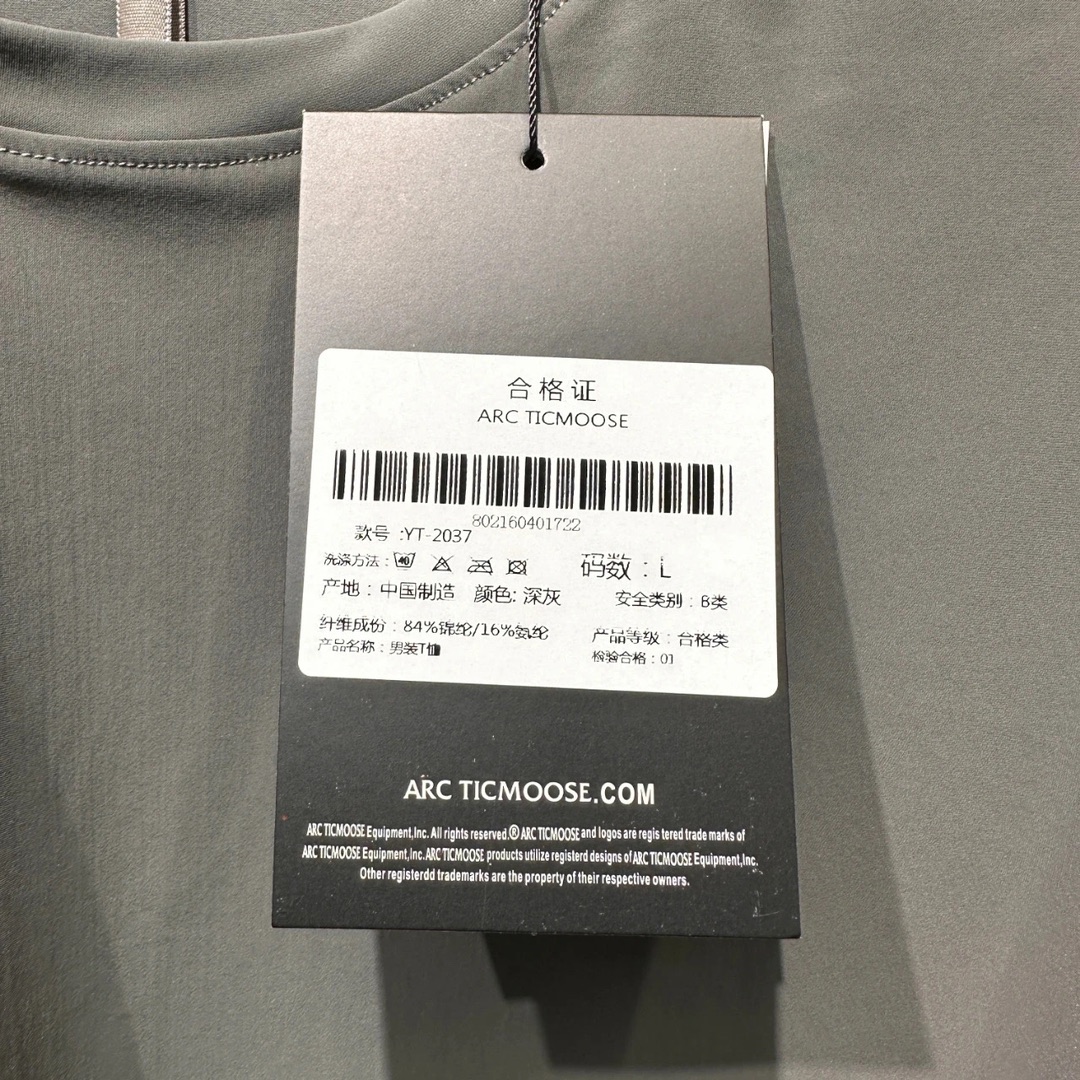 合格证
ARC TICMOOSE
802160401722
款号 :YT-2037
洗涤方法: 40 码数：L
产地：中国制造 颜色: 深灰 安全类别：B类
纤维成份：84%锦纶/16%氨纶 产品等级：合格类
产品名称：男装T恤 检验合格：01
ARC TICMOOSE.COM
ARC TICMOOSE Equipment,Inc. All rights reserved.® ARC TICMOOSE and logos are regis tered trade marks of
ARC TICMOOSE Equipment,Inc. ARC TICMOOSE products utilize registerd designs of ARC TICMOOSE Equipment,Inc.
Other registerdd trademarks are the property of their respective owners.